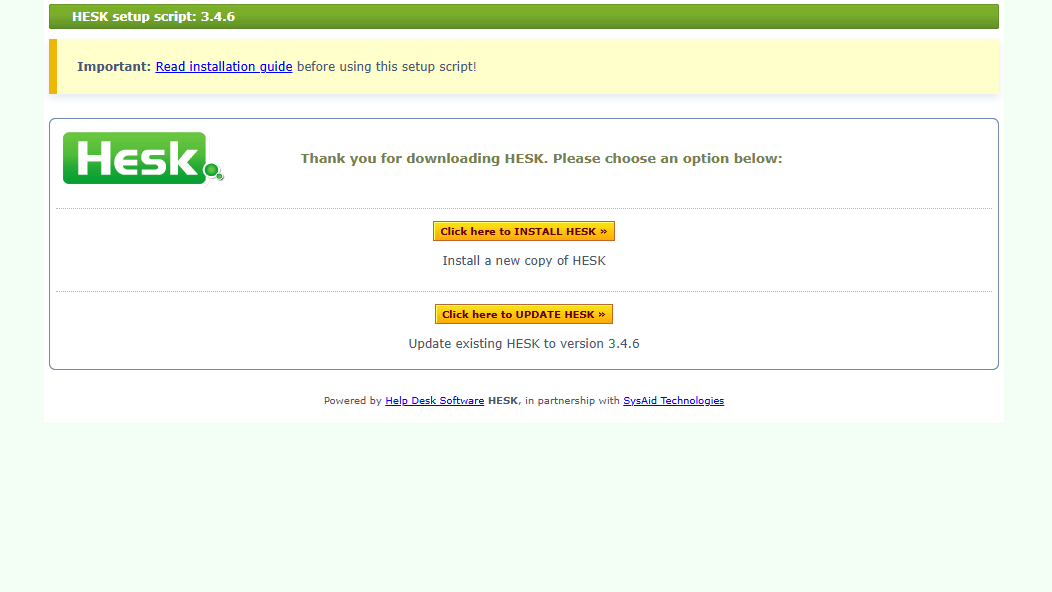 HESK setup script: 3.4.6
Important: Read installation guide before using this setup script!
Hesk
Thank you for downloading HESK. Please choose an option below:
Click here to INSTALL HESK »
Install a new copy of HESK
Click here to UPDATE HESK »
Update existing HESK to version 3.4.6
Powered by Help Desk Software HESK, in partnership with SysAid Technologies